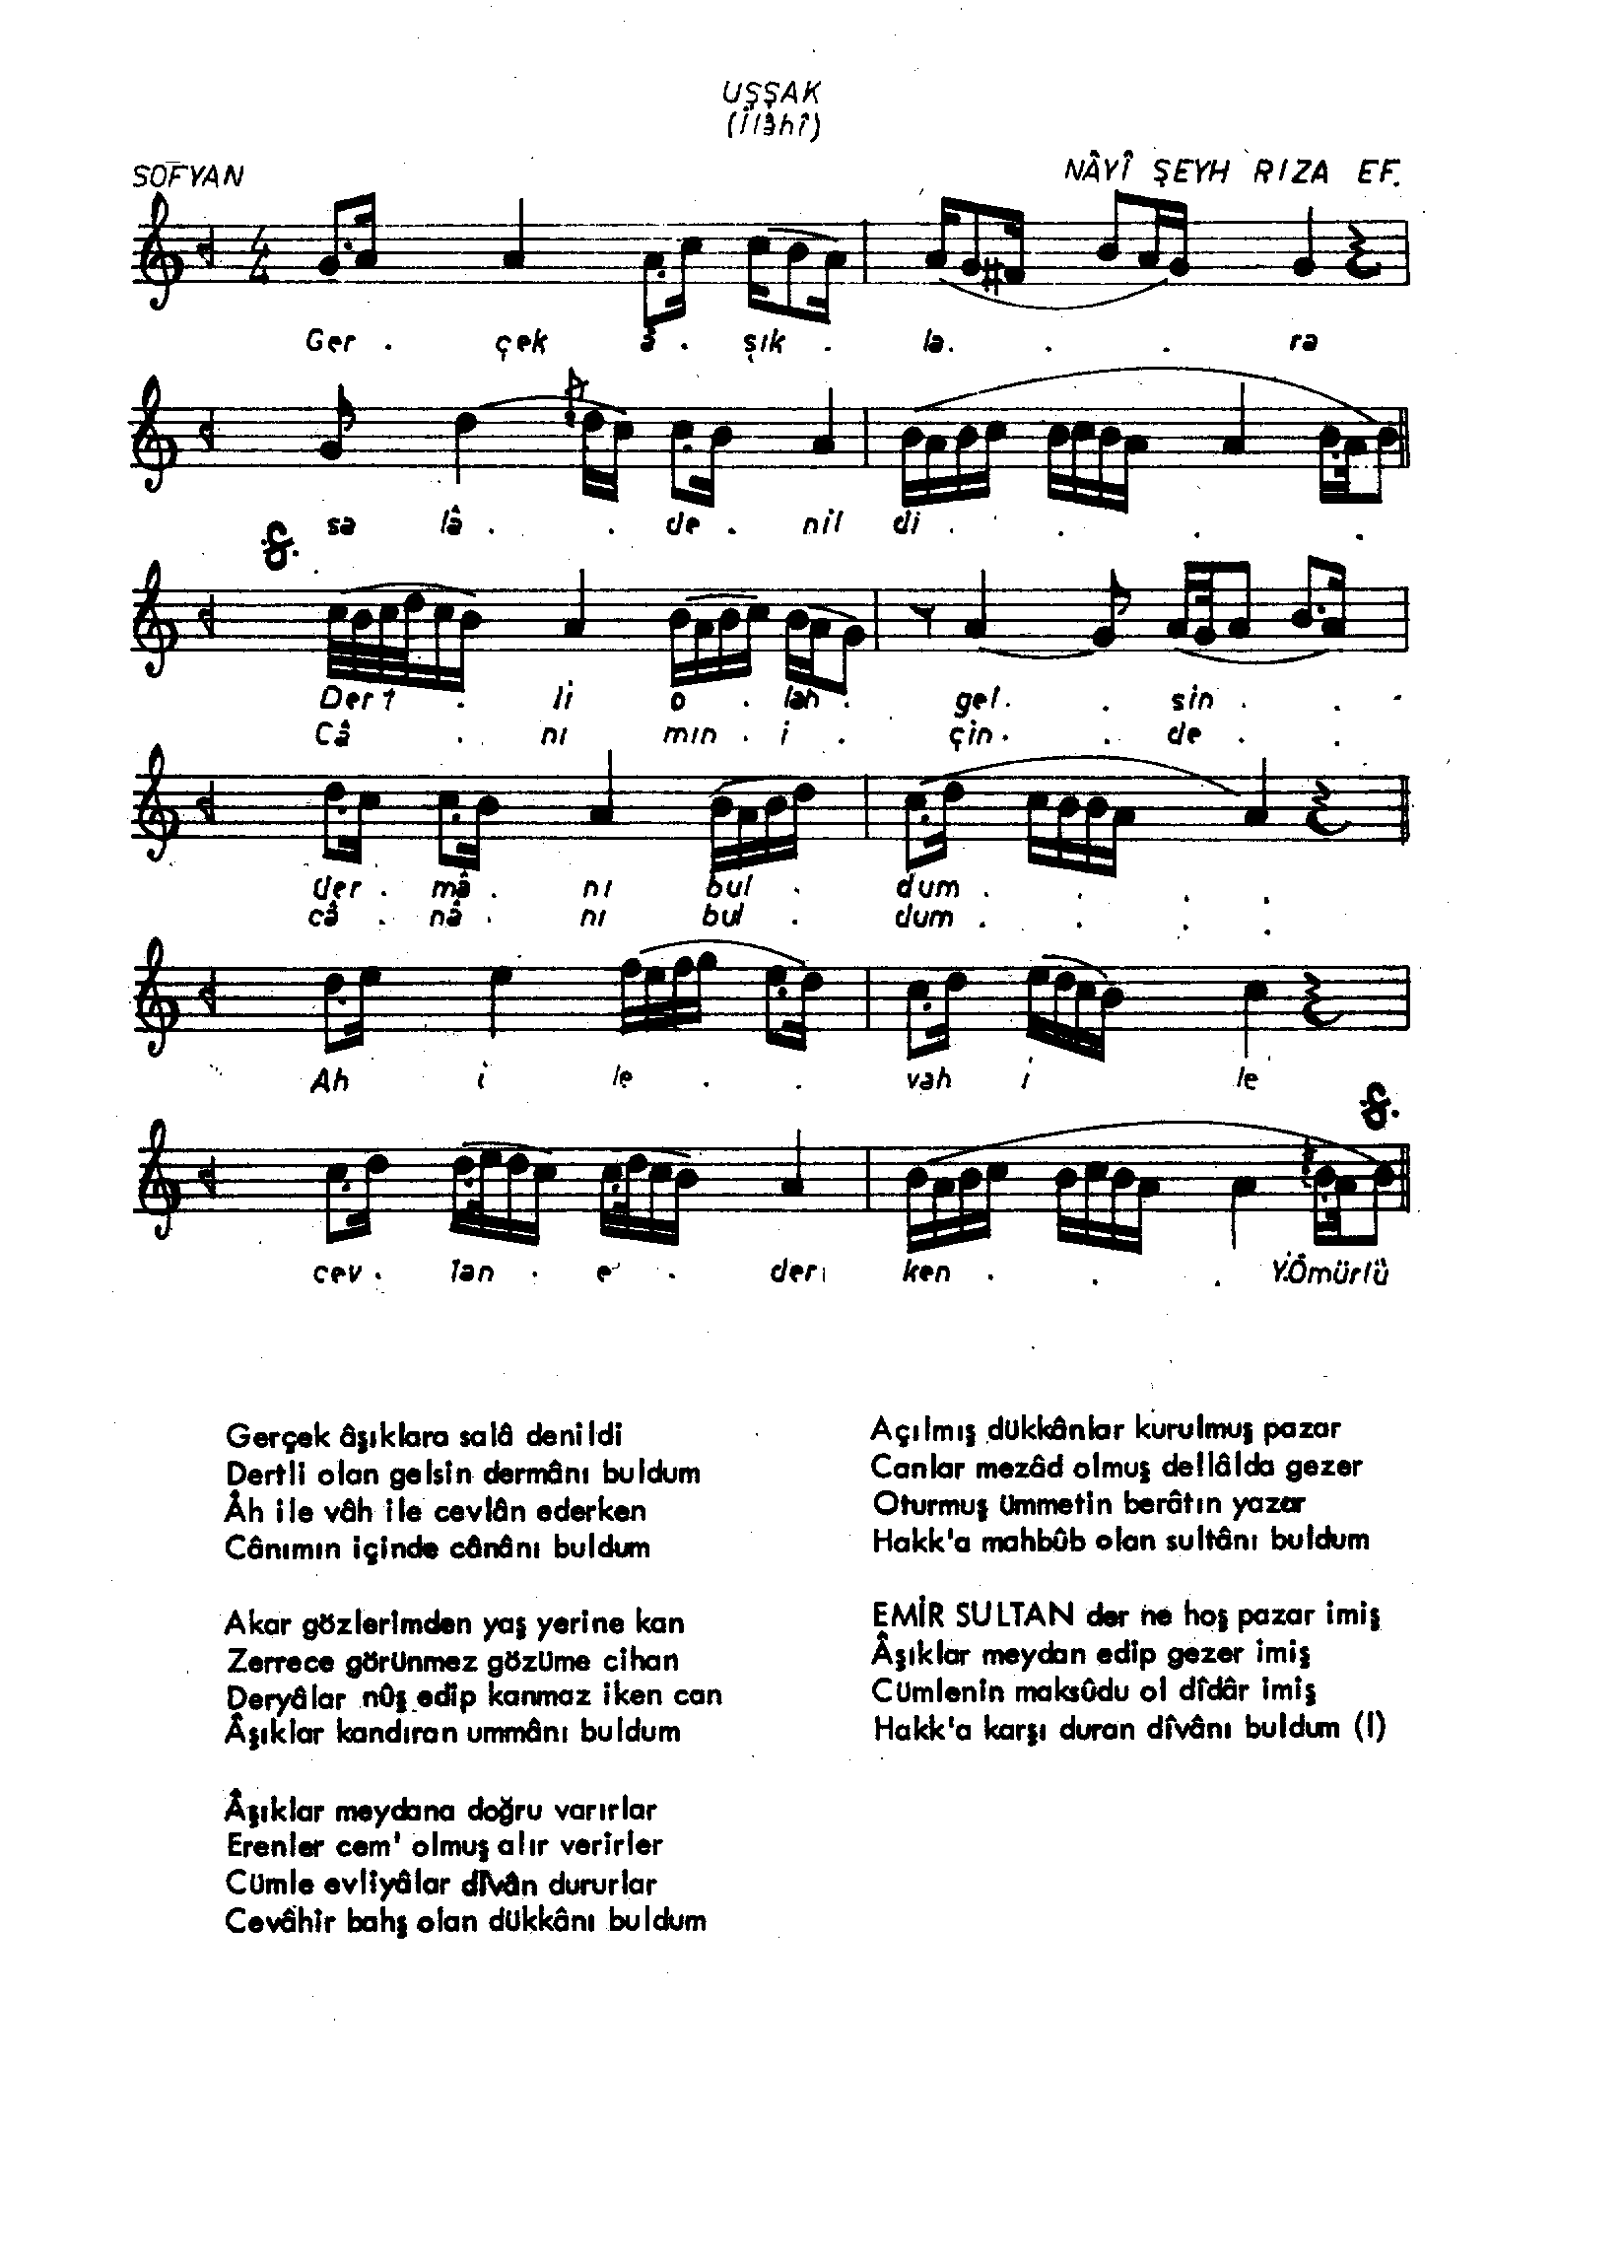 UŞŞAK
(İlâhî)
SOFYAN
NÂYÎ ŞEYH RIZA EF.
4
4
Ger . çek â . şık . la . . . ra
sa lâ . . de . nil di . . . .
Dert . li o . lan . gel . . sin . . -
Câ . . nı mın . i . çin . . de . .
der . mâ . nı bul . dum . . . .
câ . nâ . nı bul . dum . . . .
Ah i le . . vah i le
cev . lan . e . der ken . . . Y.Ömürlü
Gerçek âşıklara salâ denildi
Dertli olan gelsin dermânı buldum
Âh ile vâh ile cevlân ederken
Cânımın içinde cânânı buldum
Akar gözlerimden yaş yerine kan
Zerrece görünmez gözüme cihan
Deryâlar nûş edip kanmaz iken can
Âşıklar kandıran ummânı buldum
Âşıklar meydana doğru varırlar
Erenler cem' olmuş alır verirler
Cümle evliyâlar dîvân dururlar
Cevâhir bahş olan dükkânı buldum
Açılmış dükkânlar kurulmuş pazar
Canlar mezâd olmuş dellâlda gezer
Oturmuş ümmetin berâtın yazar
Hakk'a mahbûb olan sultânı buldum
EMİR SULTAN der ne hoş pazar imiş
Âşıklar meydan edip gezer imiş
Cümlenin maksûdu ol dîdâr imiş
Hakk'a karşı duran dîvânı buldum (I)